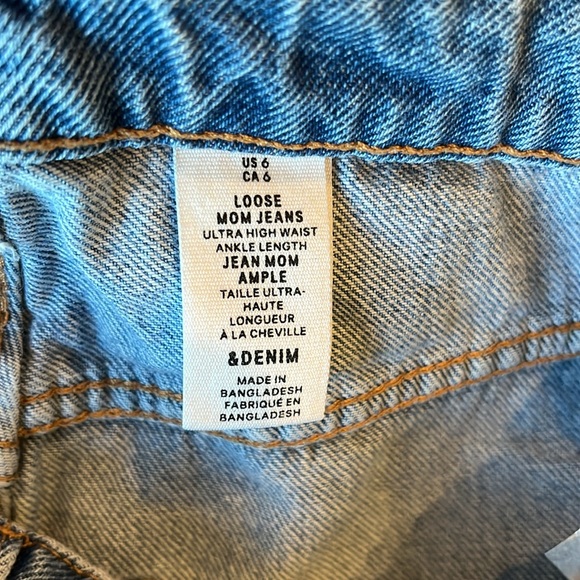 US 6
CA 6
LOOSE
MOM JEANS
ULTRA HIGH WAIST
ANKLE LENGTH
JEAN MOM
AMPLE
TAILLE ULTRA-
HAUTE
LONGUEUR
À LA CHEVILLE
&DENIM
MADE IN
BANGLADESH
FABRIQUÉ EN
BANGLADESH